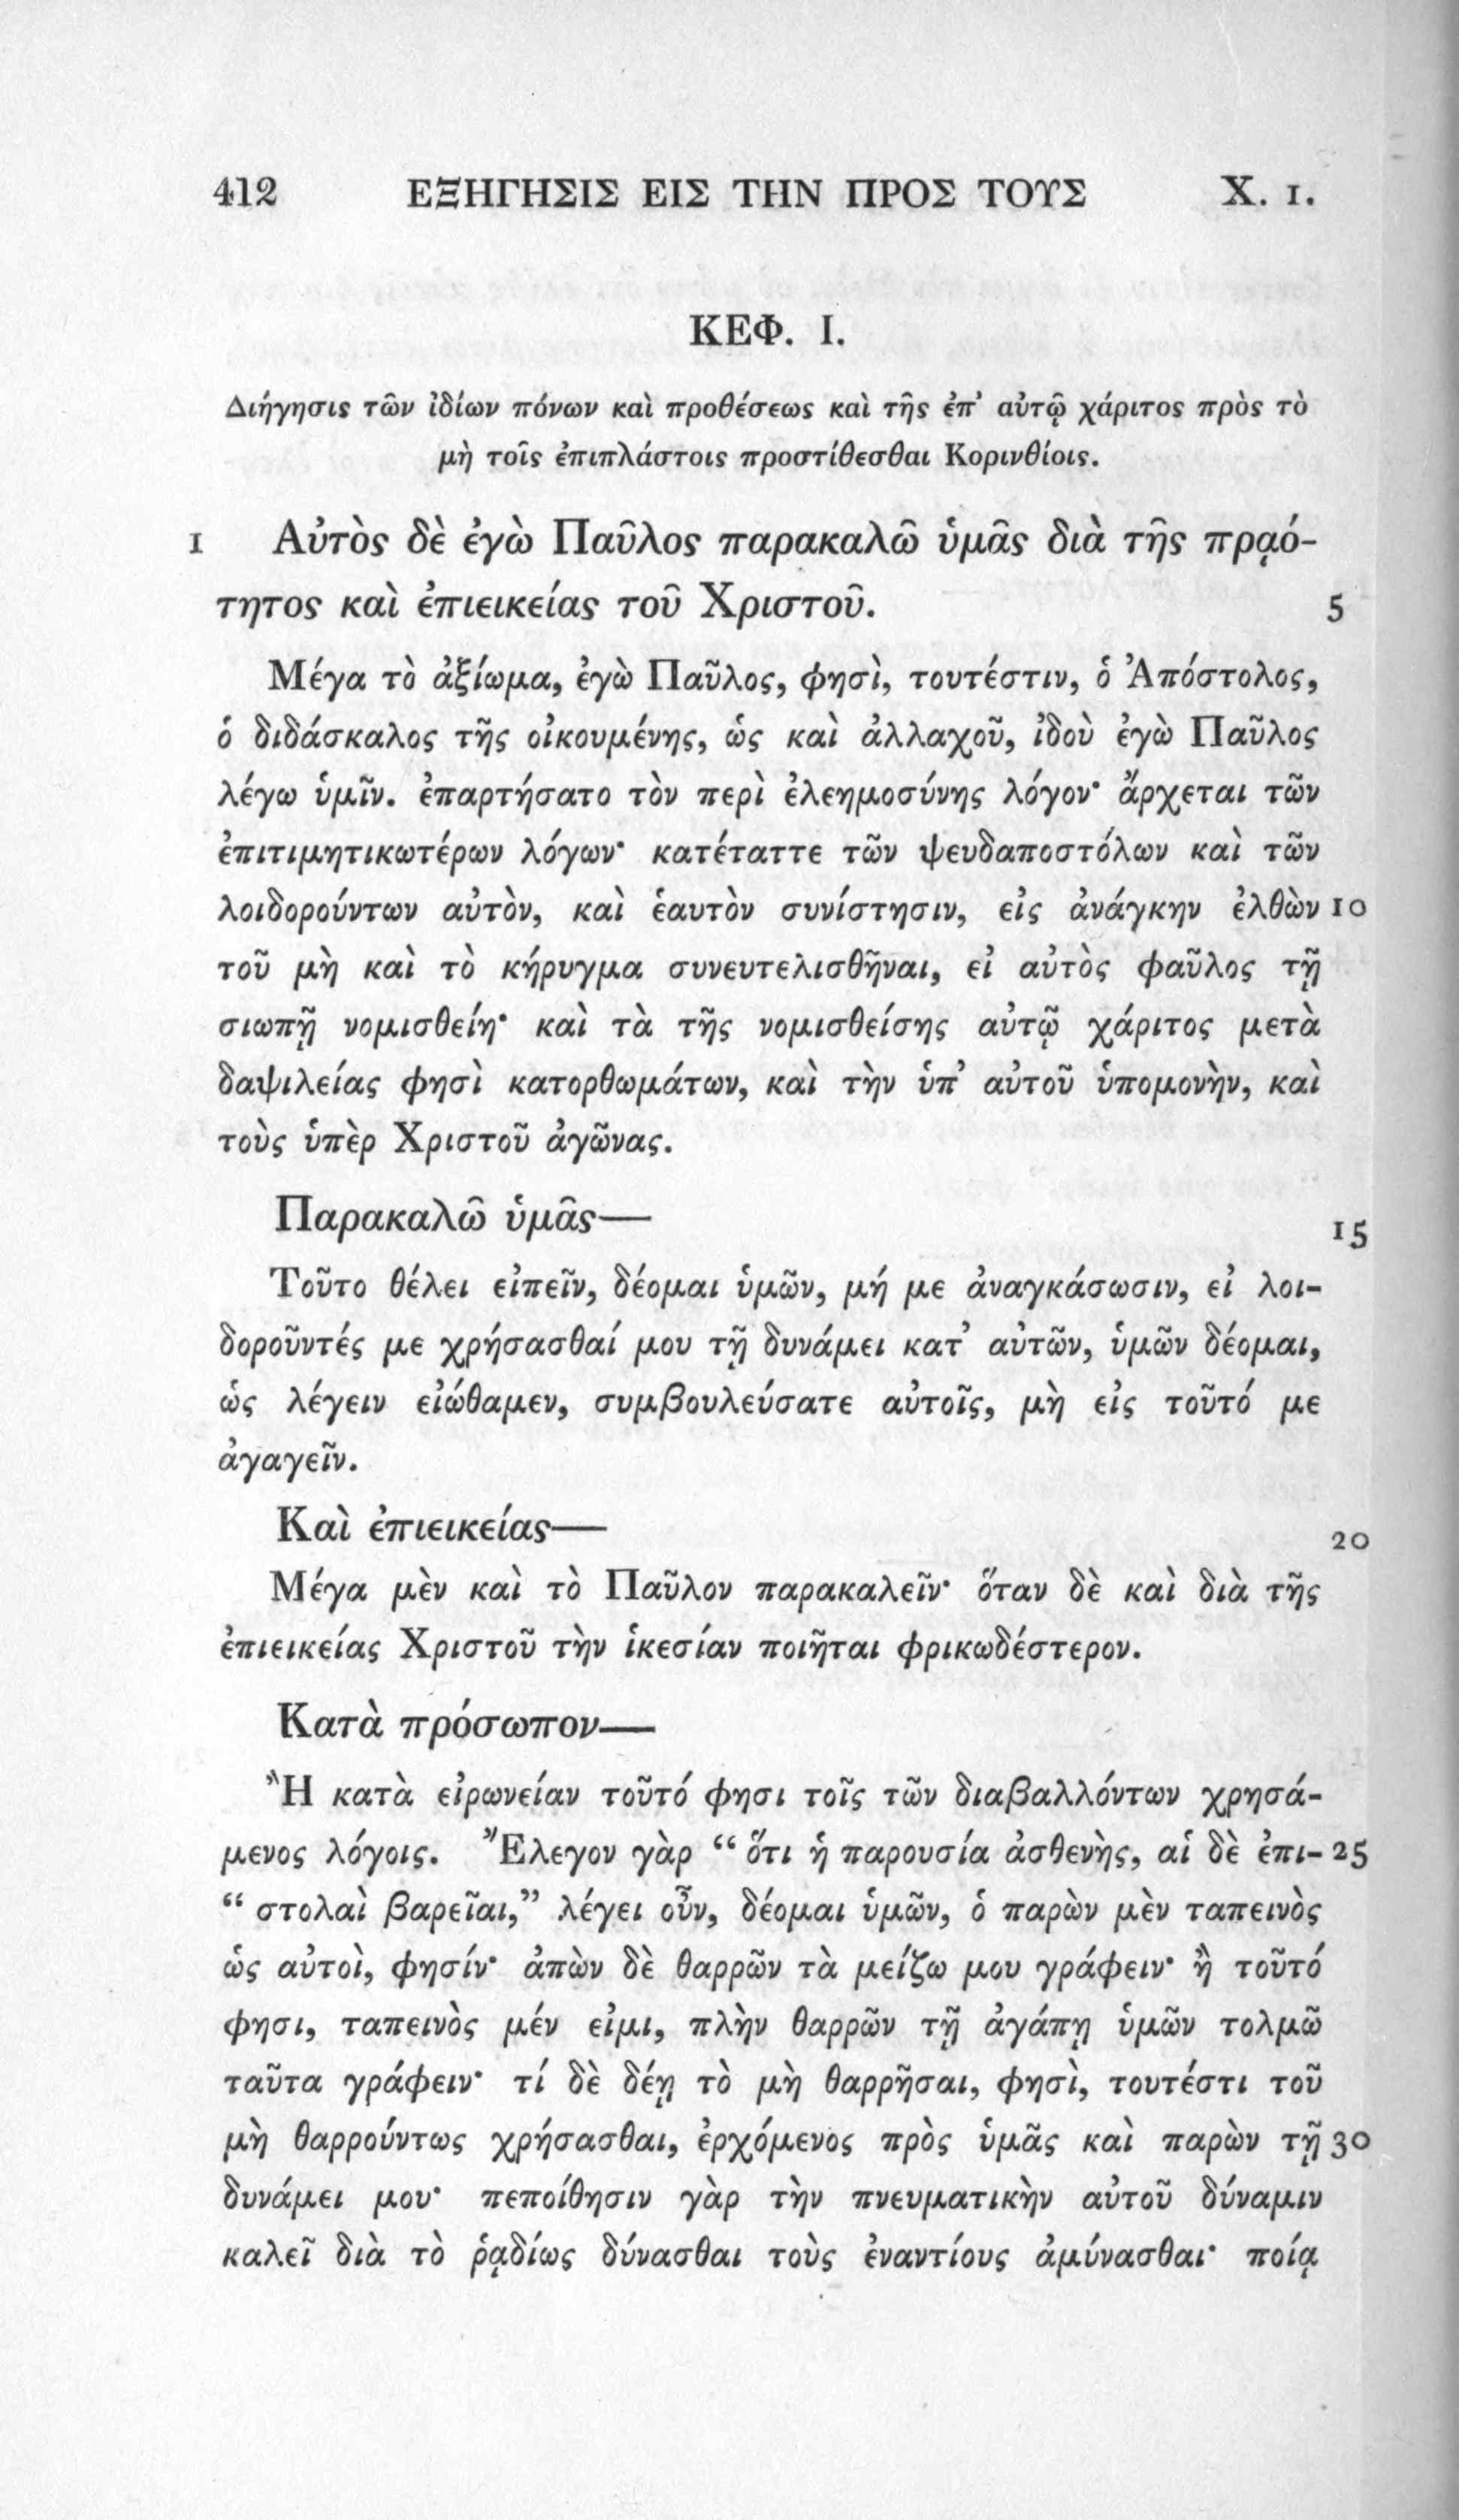 412 ΕΞΗΓΗΣΙΣ ΕΙΣ ΤΗΝ ΠΡΟΣ ΤΟΥΣ Χ. 1.
ΚΕΦ. Ι.
Διήγησις τῶν ἰδίων πόνων καὶ προθέσεως καὶ τῆς ἐπ’ αὐτῷ χάριτος πρὸς τὸ
μὴ τοῖς ἐπιπλάστοις προστίθεσθαι Κορινθίοις.
1 Αὐτὸς δὲ ἐγὼ Παῦλος παρακαλῶ ὑμᾶς διὰ τῆς πρᾳό-
τητος καὶ ἐπιεικείας τοῦ Χριστοῦ. 5
Μέγα τὸ ἀξίωμα, ἐγὼ Παῦλος, φησὶ, τουτέστιν, ὁ Ἀπόστολος,
ὁ διδάσκαλος τῆς οἰκουμένης, ὡς καὶ ἀλλαχοῦ, ἰδοὺ ἐγὼ Παῦλος
λέγω ὑμῖν. ἐπαρτήσατο τὸν περὶ ἐλεημοσύνης λόγον· ἄρχεται τῶν
ἐπιτιμητικωτέρων λόγων· κατέταττε τῶν ψευδαποστόλων καὶ τῶν
λοιδορούντων αὐτὸν, καὶ ἑαυτὸν συνίστησιν, εἰς ἀνάγκην ἐλθὼν 10
τοῦ μὴ καὶ τὸ κήρυγμα συνευτελισθῆναι, εἰ αὐτὸς φαῦλος τῇ
σιωπῇ νομισθείη· καὶ τὰ τῆς νομισθείσης αὐτῷ χάριτος μετὰ
δαψιλείας φησὶ κατορθωμάτων, καὶ τὴν ὑπ’ αὐτοῦ ὑπομονὴν, καὶ
τοὺς ὑπὲρ Χριστοῦ ἀγῶνας.
Παρακαλῶ ὑμᾶς— 15
Τοῦτο θέλει εἰπεῖν, δέομαι ὑμῶν, μή με ἀναγκάσωσιν, εἰ λοι-
δοροῦντές με χρήσασθαί μου τῇ δυνάμει κατ’ αὐτῶν, ὑμῶν δέομαι,
ὡς λέγειν εἰώθαμεν, συμβουλεύσατε αὐτοῖς, μὴ εἰς τοῦτό με
ἀγαγεῖν.
Καὶ ἐπιεικείας— 20
Μέγα μὲν καὶ τὸ Παῦλον παρακαλεῖν· ὅταν δὲ καὶ διὰ τῆς
ἐπιεικείας Χριστοῦ τὴν ἱκεσίαν ποιῆται φρικωδέστερον.
Κατὰ πρόσωπον—
Ἢ κατὰ εἰρωνείαν τοῦτό φησι τοῖς τῶν διαβαλλόντων χρησά-
μενος λόγοις. Ἔλεγον γὰρ “ ὅτι ἡ παρουσία ἀσθενὴς, αἱ δὲ ἐπι- 25
“ στολαὶ βαρεῖαι,” λέγει οὖν, δέομαι ὑμῶν, ὁ παρὼν μὲν ταπεινὸς
ὡς αὐτοὶ, φησίν· ἀπὼν δὲ θαρρῶν τὰ μείζω μου γράφειν· ἢ τοῦτό
φησι, ταπεινὸς μέν εἰμι, πλὴν θαρρῶν τῇ ἀγάπῃ ὑμῶν τολμῶ
ταῦτα γράφειν· τί δὲ δέῃ τὸ μὴ θαρρῆσαι, φησὶ, τουτέστι τοῦ
μὴ θαρρούντως χρήσασθαι, ἐρχόμενος πρὸς ὑμᾶς καὶ παρὼν τῇ 30
δυνάμει μου· πεποίθησιν γὰρ τὴν πνευματικὴν αὐτοῦ δύναμιν
καλεῖ διὰ τὸ ῥᾳδίως δύνασθαι τοὺς ἐναντίους ἀμύνασθαι· ποίᾳ